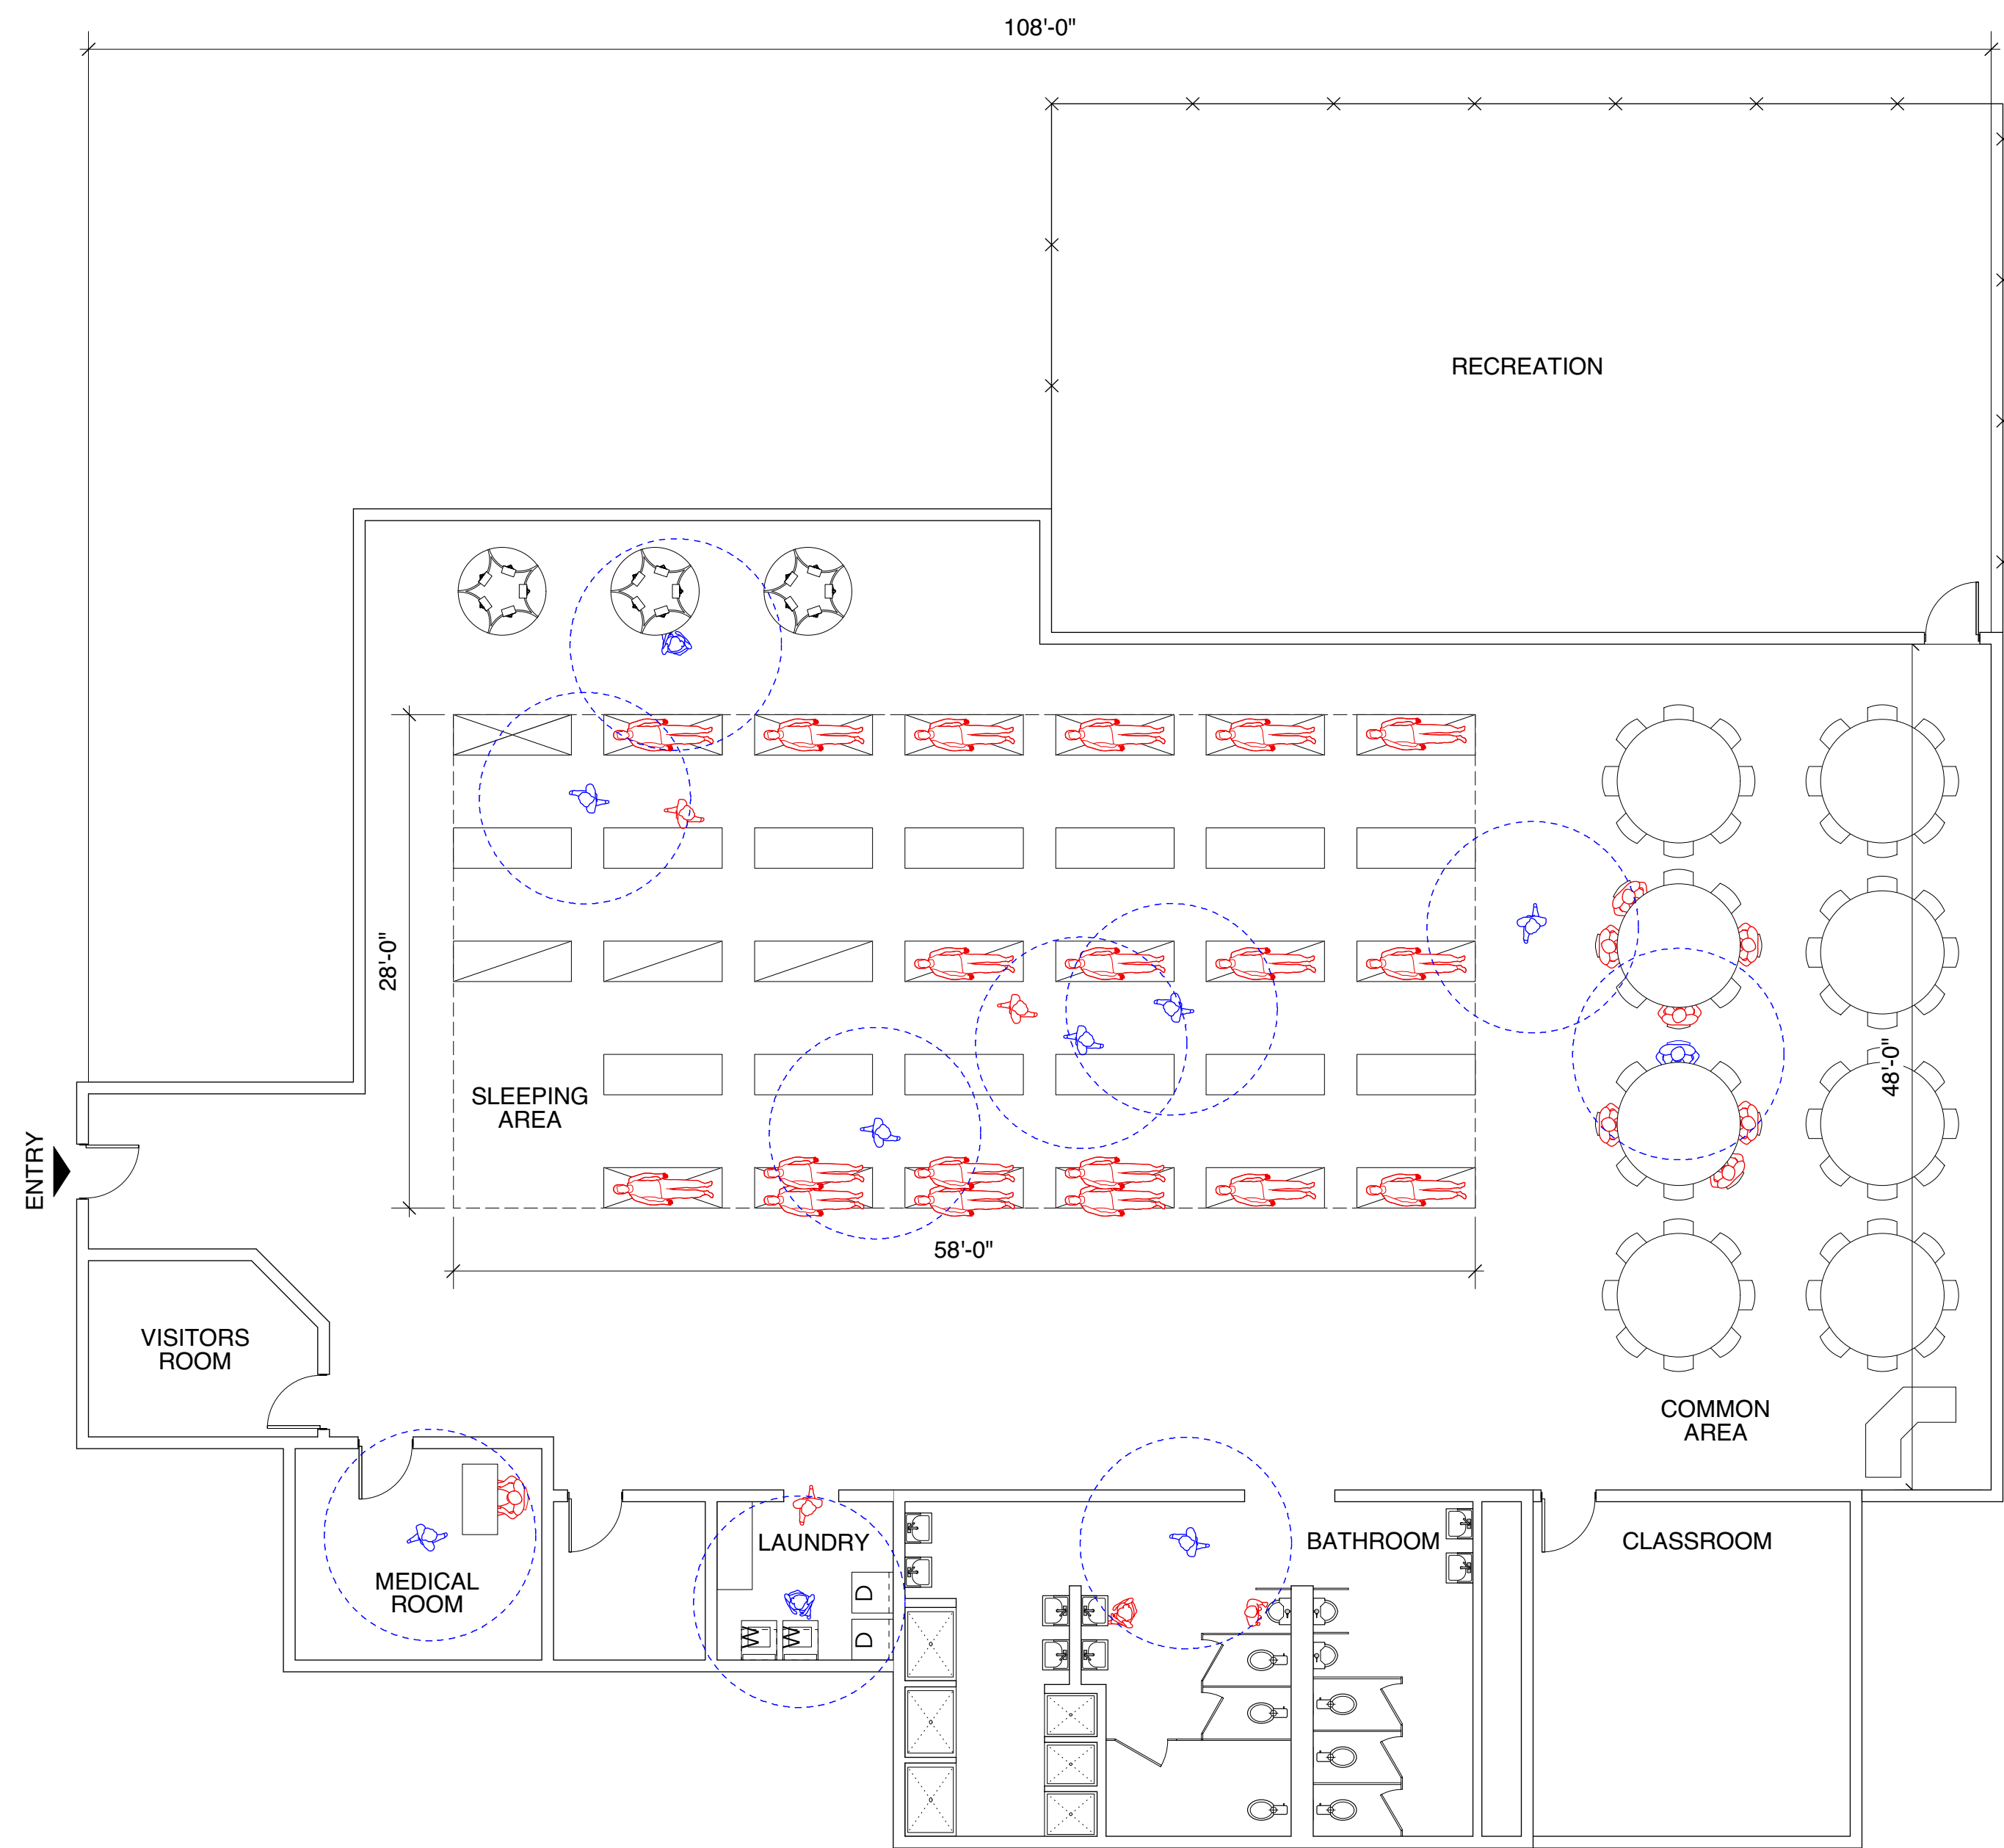 108'-0"
RECREATION
28'-0"
48'-0"
SLEEPING
AREA
ENTRY
58'-0"
VISITORS
ROOM
COMMON
AREA
LAUNDRY
BATHROOM
CLASSROOM
MEDICAL
ROOM
D
W
W
D